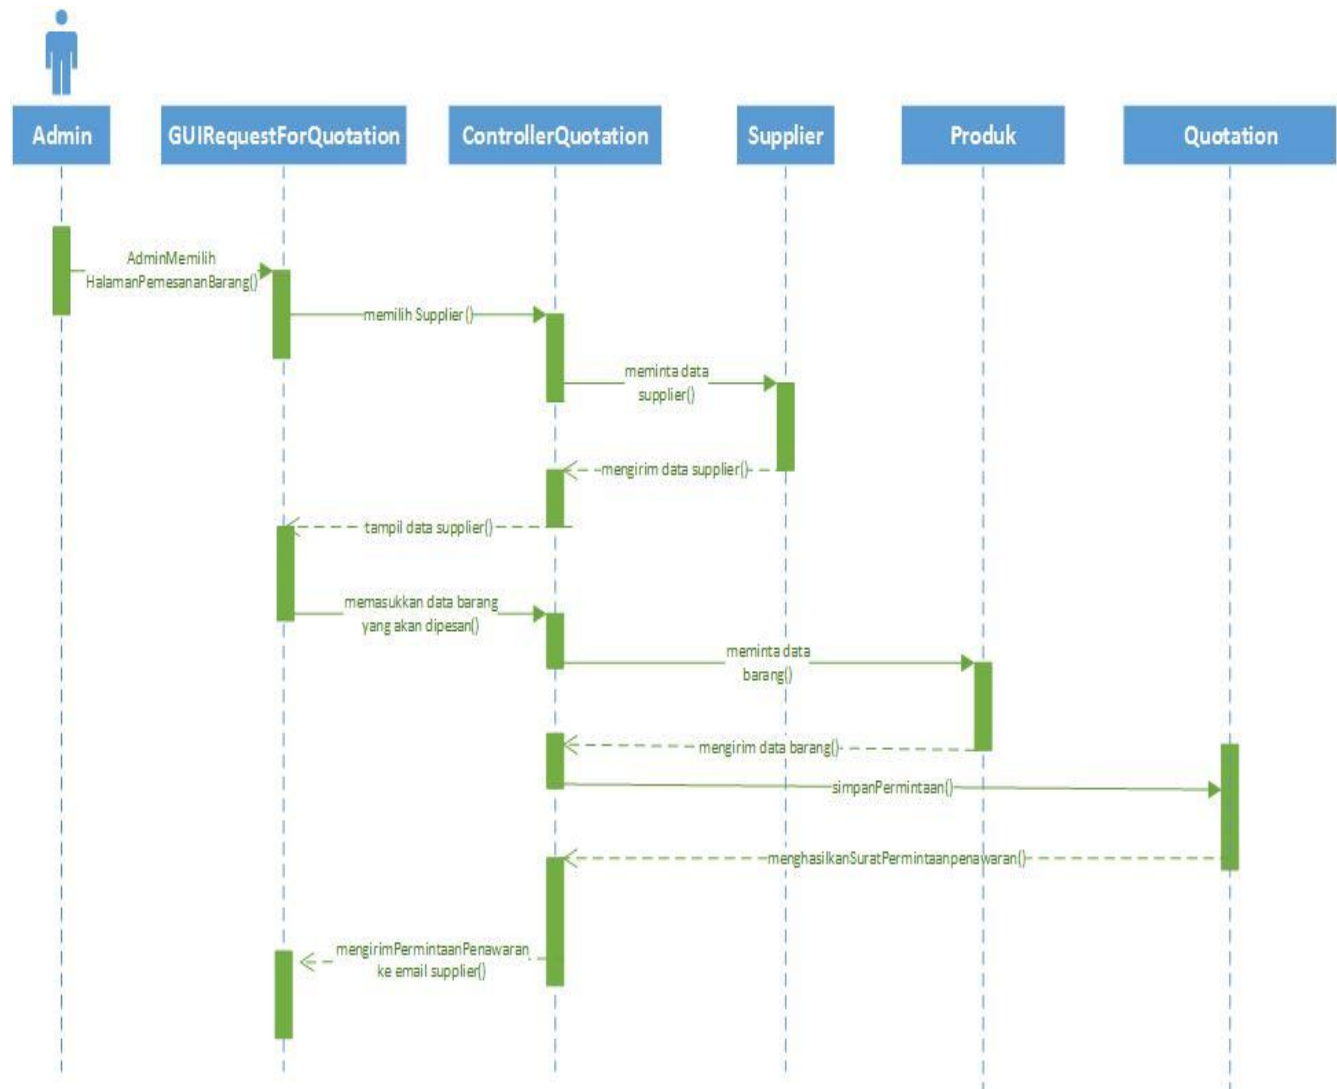 Admin
GUIRequestForQuotation
ControllerQuotation
Supplier
Produk
Quotation
AdminMemilih
HalamanPemesananBarang()
memilih Supplier()
meminta data
supplier()
mengirim data supplier()
tampil data supplier()
memasukkan data barang
yang akan dipesan()
meminta data
barang()
mengirim data barang()
simpanPermintaan()
menghasilkanSuratPermintaanpenawaran()
mengirimPermintaanPenawaran
ke email supplier()